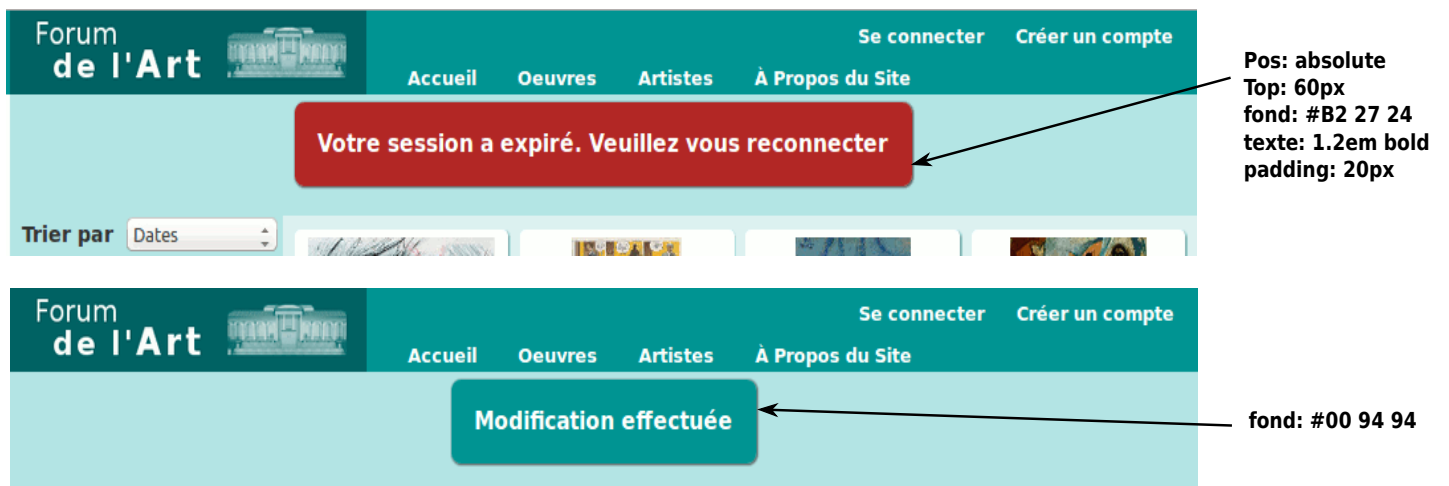 Forum
de l'Art
Se connecter Créer un compte
Accueil Oeuvres Artistes À Propos du Site
Votre session a expiré. Veuillez vous reconnecter
Pos: absolute
Top: 60px
fond: #B2 27 24
texte: 1.2em bold
padding: 20px
Trier par Dates
Forum
de l'Art
Se connecter Créer un compte
Accueil Oeuvres Artistes À Propos du Site
Modification effectuée
fond: #00 94 94